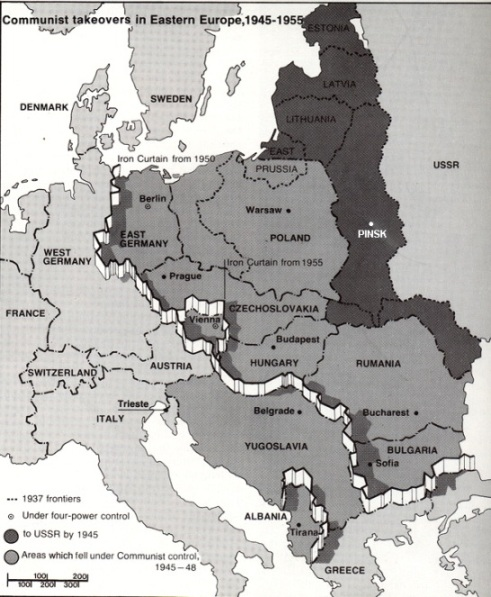 Communist takeovers in Eastern Europe,1945-1955
ESTONIA
LATVIA
SWEDEN
DENMARK
LITHUANIA
EAST
PRUSSIA
USSR
Iron Curtain from 1950
Berlin
Warsaw
EAST
GERMANY
POLAND
PINSK
WEST
GERMANY
Iron Curtain from 1955
Prague
FRANCE
CZECHOSLOVAKIA
Vienna
Budapest
AUSTRIA
HUNGARY
RUMANIA
SWITZERLAND
Trieste
ITALY
Belgrade
Bucharest
YUGOSLAVIA
BULGARIA
Sofia
1937 frontiers
Under four-power control
ALBANIA
to USSR by 1945
Tirana
Areas which fell under Communist control,
1945-48
GREECE
100 200
100 200 300